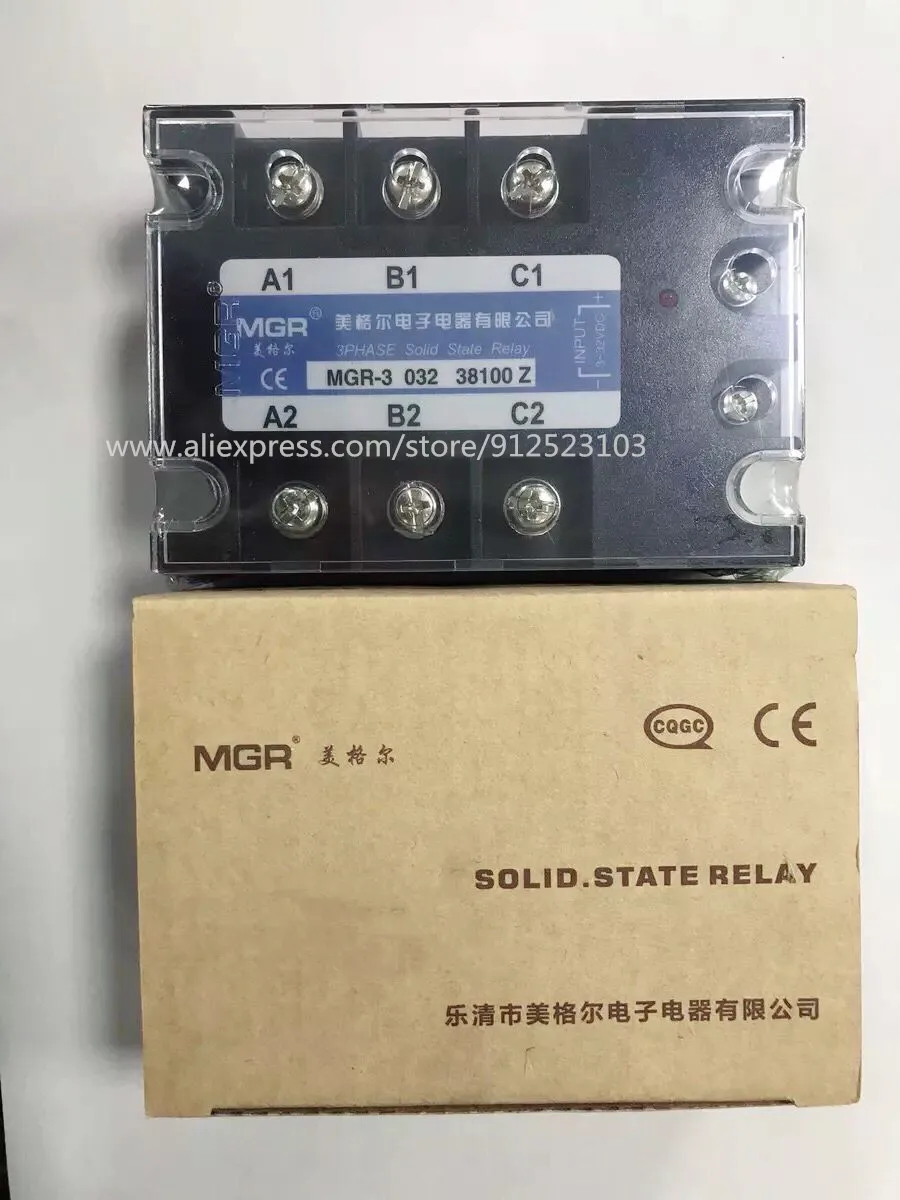 A1 B1 C1
MGR® 美格尔电子电器有限公司
美格尔 3PHASE Solid State Relay
CE MGR-3 032 38100 Z
- INPUT +
3-32VDC
A2 B2 C2
MGR®
www.aliexpress.com/store/912523103
MGR® 美格尔
CQGC CE
SOLID.STATE RELAY
乐清市美格尔电子电器有限公司